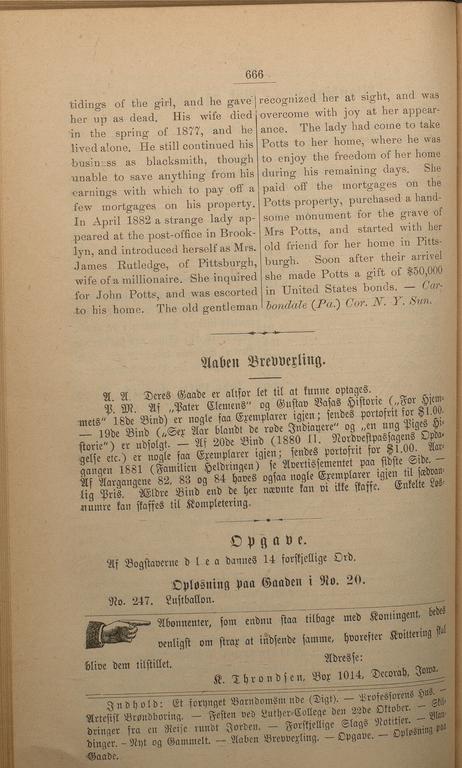 666
tidings of the girl, and he gave
her up as dead. His wife died
in the spring of 1877, and he
lived alone. He still continued his
business as blacksmith, though
unable to save anything from his
earnings with which to pay off a
few mortgages on his property.
In April 1882 a strange lady ap-
peared at the post-office in Brook-
lyn, and introduced herself as Mrs.
James Rutledge, of Pittsburgh,
wife of a millionaire. She inquired
for John Potts, and was escorted
to his home. The old gentleman
recognized her at sight, and was
overcome with joy at her appear-
ance. The lady had come to take
Potts to her home, where he was
to enjoy the freedom of her home
during his remaining days. She
paid off the mortgages on the
Potts property, purchased a hand-
some monument for the grave of
Mrs Potts, and started with her
old friend for her home in Pitts-
burgh. Soon after their arrival
she made Potts a gift of $50,000
in United States bonds. — Car-
bondale (Pa.) Cor. N. Y. Sun.
Aaben Brevvexling.
A. A. Deres Gaade er altfor let til at kunne optages.
P. M. Af „Pater Clemens" og Gustav Vasas Historie („For Hjem-
mets" 18de Bind) er nogle faa Exemplarer igjen; sendes portofrit for $1.00.
— 19de Bind („Sex Aar blandt de røde Indianere" og „en ung Piges Hi-
storie") er udsolgt. — Af 20de Bind (1880 II. Nordvestpassagens Opda-
gelse etc.) er nogle faa Exemplarer igjen; sendes portofrit for $1.00. Aar-
gangen 1881 (Familien Heldringen) se Avertissementet paa sidste Side. —
Af Aargangene 82, 83 og 84 haves ogsaa nogle Exemplarer igjen til sædvan-
lig Pris. Ældre Bind end de her nævnte kan vi ikke skaffe. Enkelte Løs-
numre kan skaffes til Komplettering.
Opgave.
Af Bogstaverne d l e a dannes 14 forskjellige Ord.
Opløsning paa Gaaden i No. 20.
No. 247. Luftballon.
Abonnenter, som endnu staa tilbage med Kontingent, bedes
venligst om strax at indsende samme, hvorefter Kvittering skal
blive dem tilstillet.
Adresse:
K. Throndsen, Box 1014, Decorah, Iowa.
Indhold: Et forynget Barndomsminde (Digt). — Professorens Hus. —
Artesisk Brøndboring. — Festen ved Luther-College den 22de Oktober. — Skil-
dringer fra en Reise rundt Jorden. — Forskjellige Slags Notitser. — Blan-
dinger. — Nyt og Gammelt. — Aaben Brevvexling. — Opgave. — Opløsning paa
Gaade.